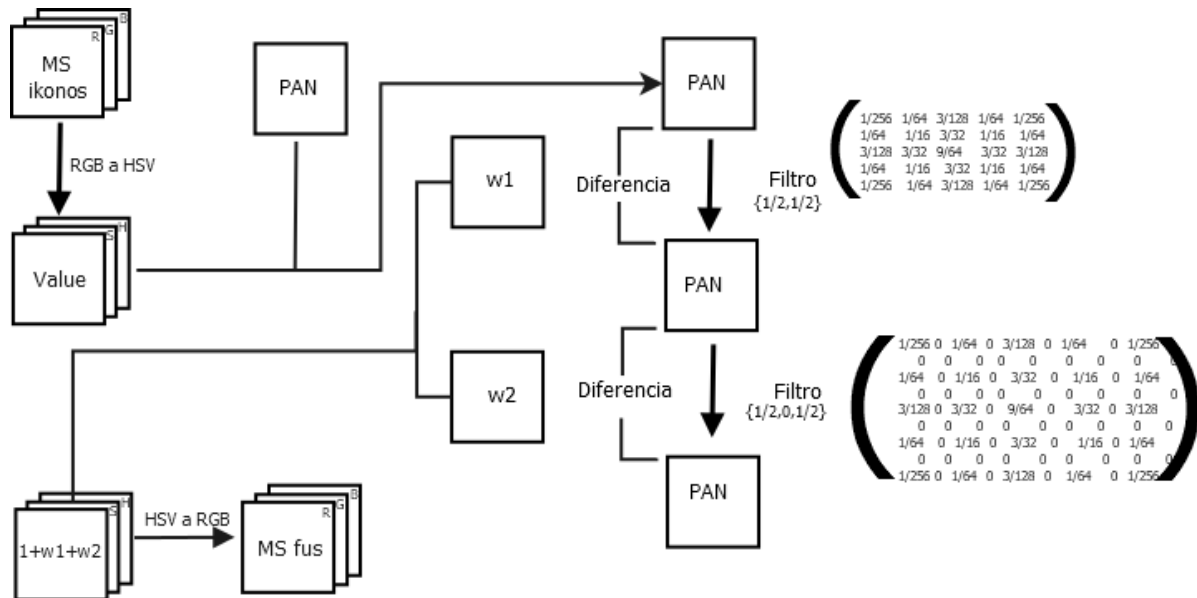 B
G
R
MS
ikonos
RGB a HSV
H
S
Value
PAN
w1
w2
PAN
Diferencia
Filtro
{1/2,1/2}
1/256 1/64 3/128 1/64 1/256
1/64 1/16 3/32 1/16 1/64
3/128 3/32 9/64 3/32 3/128
1/64 1/16 3/32 1/16 1/64
1/256 1/64 3/128 1/64 1/256
PAN
Diferencia
Filtro
{1/2,0,1/2}
1/256 0 1/64 0 3/128 0 1/64 0 1/256
0 0 0 0 0 0 0 0 0
1/64 0 1/16 0 3/32 0 1/16 0 1/64
0 0 0 0 0 0 0 0 0
3/128 0 3/32 0 9/64 0 3/32 0 3/128
0 0 0 0 0 0 0 0 0
1/64 0 1/16 0 3/32 0 1/16 0 1/64
0 0 0 0 0 0 0 0 0
1/256 0 1/64 0 3/128 0 1/64 0 1/256
PAN
H
S
1+w1+w2
HSV a RGB
B
G
R
MS fus